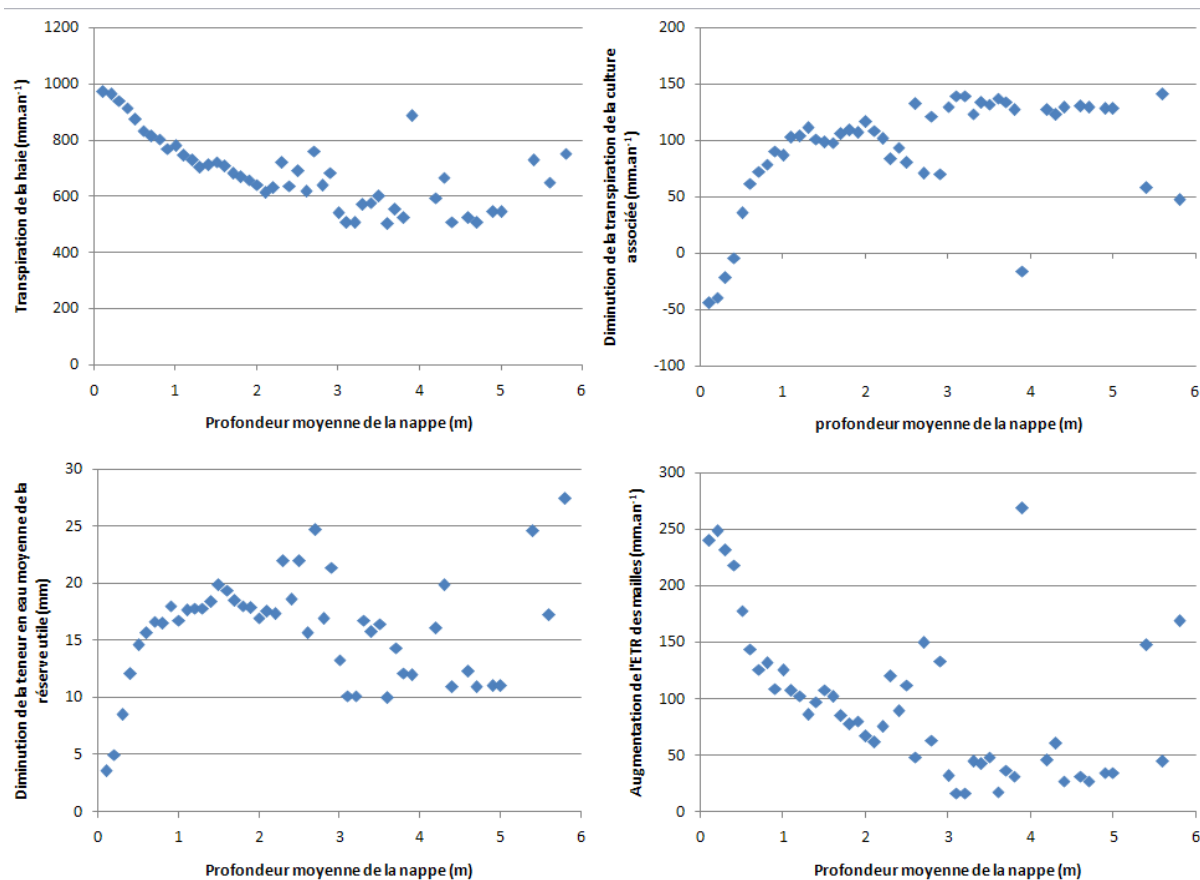 1200
1000
800
600
400
200
0
0 1 2 3 4 5 6
Transpiration de la haie (mm.an⁻¹)
Profondeur moyenne de la nappe (m)
200
150
100
50
0
-50
-100
0 1 2 3 4 5 6
Diminution de la transpiration de la culture
associée (mm.an⁻¹)
profondeur moyenne de la nappe (m)
30
25
20
15
10
5
0
0 1 2 3 4 5 6
Diminution de la teneur en eau moyenne de la
réserve utile (mm)
Profondeur moyenne de la nappe (m)
300
250
200
150
100
50
0
0 1 2 3 4 5 6
Augmentation de l'ETR des mailles (mm.an⁻¹)
Profondeur moyenne de la nappe (m)